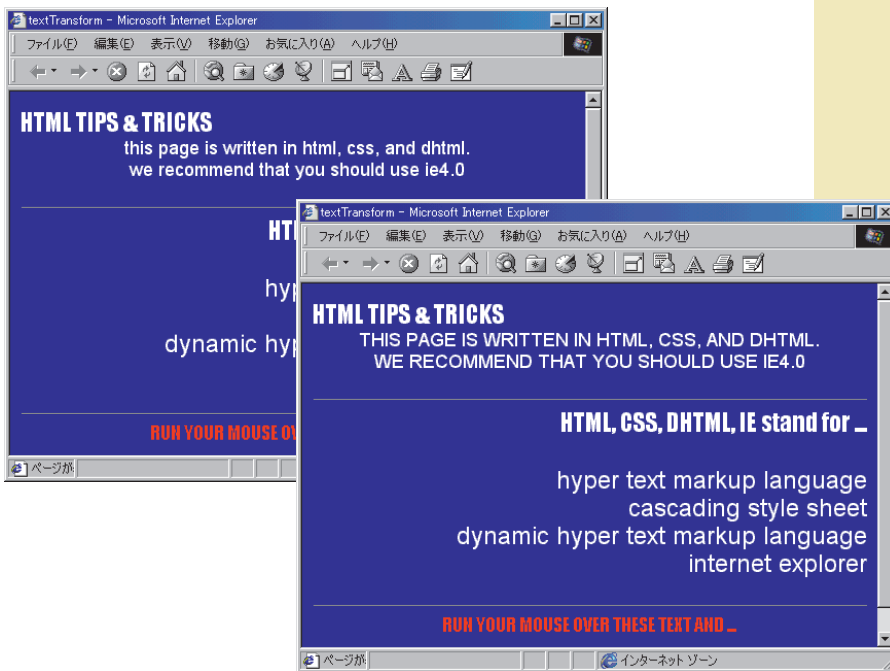 textTransform - Microsoft Internet Explorer
ファイル(F) 編集(E) 表示(V) 移動(G) お気に入り(A) ヘルプ(H)
HTML TIPS & TRICKS
this page is written in html, css, and dhtml.
we recommend that you should use ie4.0
HT
hyp
dynamic hyp
RUN YOUR MOUSE OV
ページが
textTransform - Microsoft Internet Explorer
ファイル(F) 編集(E) 表示(V) 移動(G) お気に入り(A) ヘルプ(H)
HTML TIPS & TRICKS
THIS PAGE IS WRITTEN IN HTML, CSS, AND DHTML.
WE RECOMMEND THAT YOU SHOULD USE IE4.0
HTML, CSS, DHTML, IE stand for ...
hyper text markup language
cascading style sheet
dynamic hyper text markup language
internet explorer
RUN YOUR MOUSE OVER THESE TEXT AND ...
ページが インターネット ゾーン